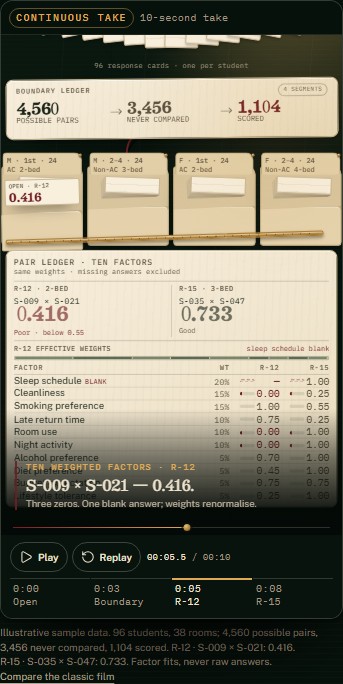 CONTINUOUS TAKE 10-second take
96 response cards · one per student
BOUNDARY LEDGER
4 SEGMENTS
4,560 → 3,456 → 1,104
POSSIBLE PAIRS NEVER COMPARED SCORED
M · 1st · 24 M · 2-4 · 24 F · 1st · 24 F · 2-4 · 24
AC 2-bed Non-AC 3-bed AC 2-bed Non-AC 4-bed
OPEN · R-12
0.416
PAIR LEDGER · TEN FACTORS
same weights · missing answers excluded
R-12 · 2-BED R-15 · 3-BED
S-009 × S-021 S-035 × S-047
0.416 0.733
Poor · below 0.55 Good
R-12 EFFECTIVE WEIGHTS sleep schedule blank
FACTOR WT R-12 R-15
Sleep schedule BLANK 20% — 1.00
Cleanliness 15% 0.00 0.25
Smoking preference 15% 1.00 0.55
Late return time 10% 0.75 1.00
Room use 10% 0.00 1.00
Night activity 10% 0.00 1.00
Alcohol preference 5% 0.70 1.00
Diet preference 5% 0.45 1.00
TEN WEIGHTED FACTORS · R-12
S-009 × S-021 — 0.416.
Three zeros. One blank answer; weights renormalise.
Play Replay 00:05.5 / 00:10
0:00 0:03 0:05 0:08
Open Boundary R-12 R-15
Illustrative sample data. 96 students, 38 rooms; 4,560 possible pairs,
3,456 never compared, 1,104 scored. R-12 · S-009 × S-021: 0.416.
R-15 · S-035 × S-047: 0.733. Factor fits, never raw answers.
Compare the classic film